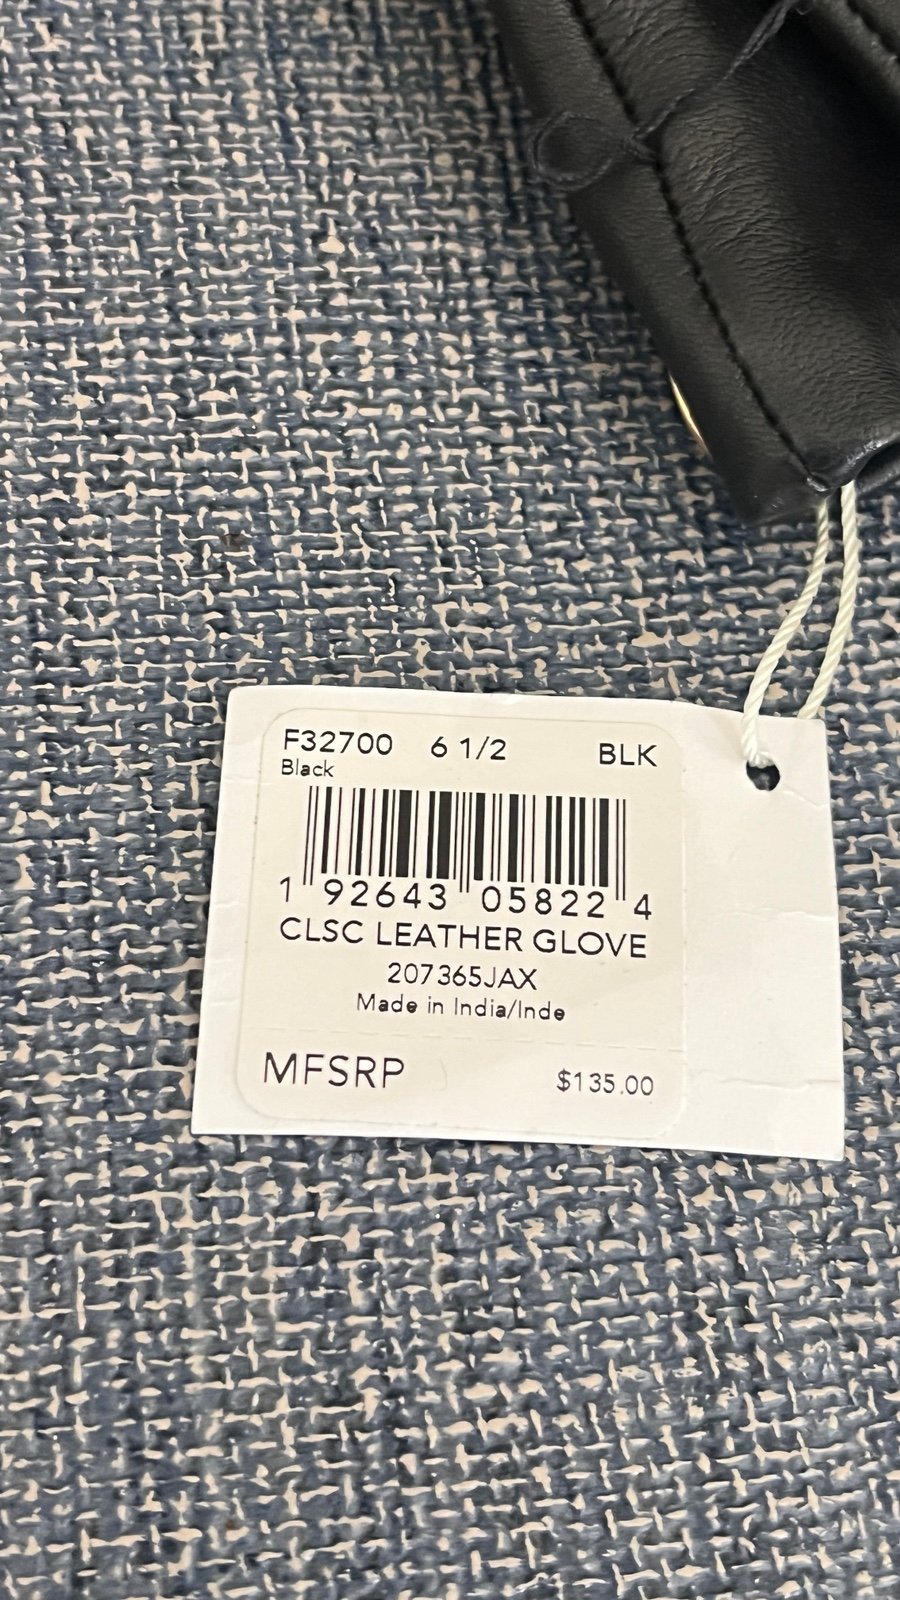 F32700 6 1/2 BLK
Black
1 92643 05822 4
CLSC LEATHER GLOVE
207365JAX
Made in India/Inde
MFSRP $135.00